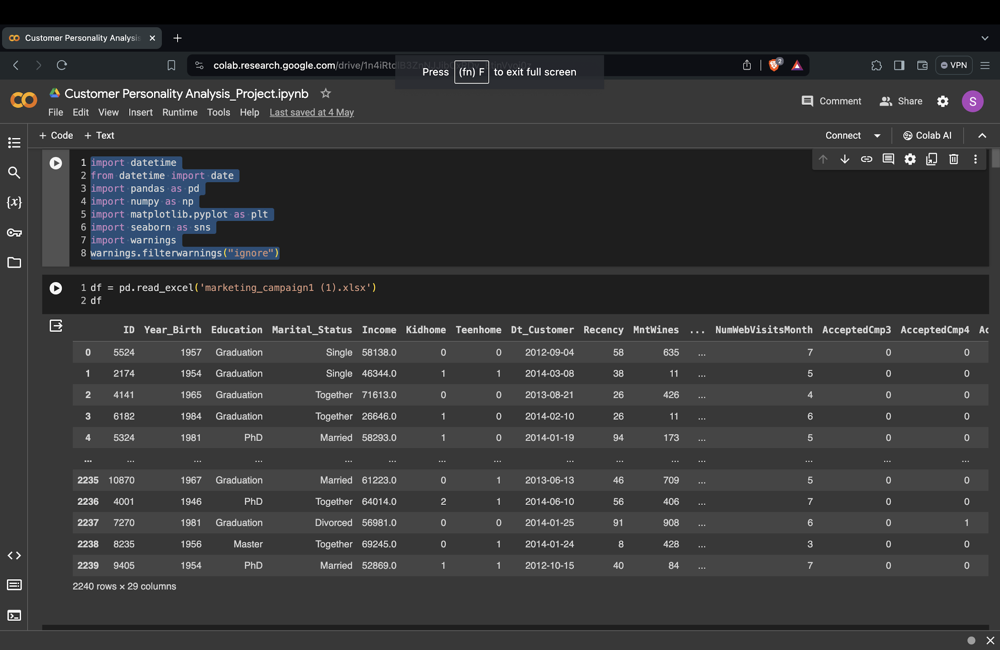 Customer Personality Analysis
colab.research.google.com/drive/1n4iRtd
Press (fn) F to exit full screen
2
VPN
Customer Personality Analysis_Project.ipynb
Comment Share S
File Edit View Insert Runtime Tools Help Last saved at 4 May
+ Code + Text Connect Colab AI
{x}
1 import datetime
2 from datetime import date
3 import pandas as pd
4 import numpy as np
5 import matplotlib.pyplot as plt
6 import seaborn as sns
7 import warnings
8 warnings.filterwarnings("ignore")
1 df = pd.read_excel('marketing_campaign1 (1).xlsx')
2 df
ID Year_Birth Education Marital_Status Income Kidhome Teenhome Dt_Customer Recency MntWines ... NumWebVisitsMonth AcceptedCmp3 AcceptedCmp4 Ac
0 5524 1957 Graduation Single 58138.0 0 0 2012-09-04 58 635 ... 7 0 0
1 2174 1954 Graduation Single 46344.0 1 1 2014-03-08 38 11 ... 5 0 0
2 4141 1965 Graduation Together 71613.0 0 0 2013-08-21 26 426 ... 4 0 0
3 6182 1984 Graduation Together 26646.0 1 0 2014-02-10 26 11 ... 6 0 0
4 5324 1981 PhD Married 58293.0 1 0 2014-01-19 94 173 ... 5 0 0
... ... ... ... ... ... ... ... ... ... ... ... ... ... ...
2235 10870 1967 Graduation Married 61223.0 0 1 2013-06-13 46 709 ... 5 0 0
2236 4001 1946 PhD Together 64014.0 2 1 2014-06-10 56 406 ... 7 0 0
2237 7270 1981 Graduation Divorced 56981.0 0 0 2014-01-25 91 908 ... 6 0 1
2238 8235 1956 Master Together 69245.0 0 1 2014-01-24 8 428 ... 3 0 0
2239 9405 1954 PhD Married 52869.0 1 1 2012-10-15 40 84 ... 7 0 0
2240 rows × 29 columns